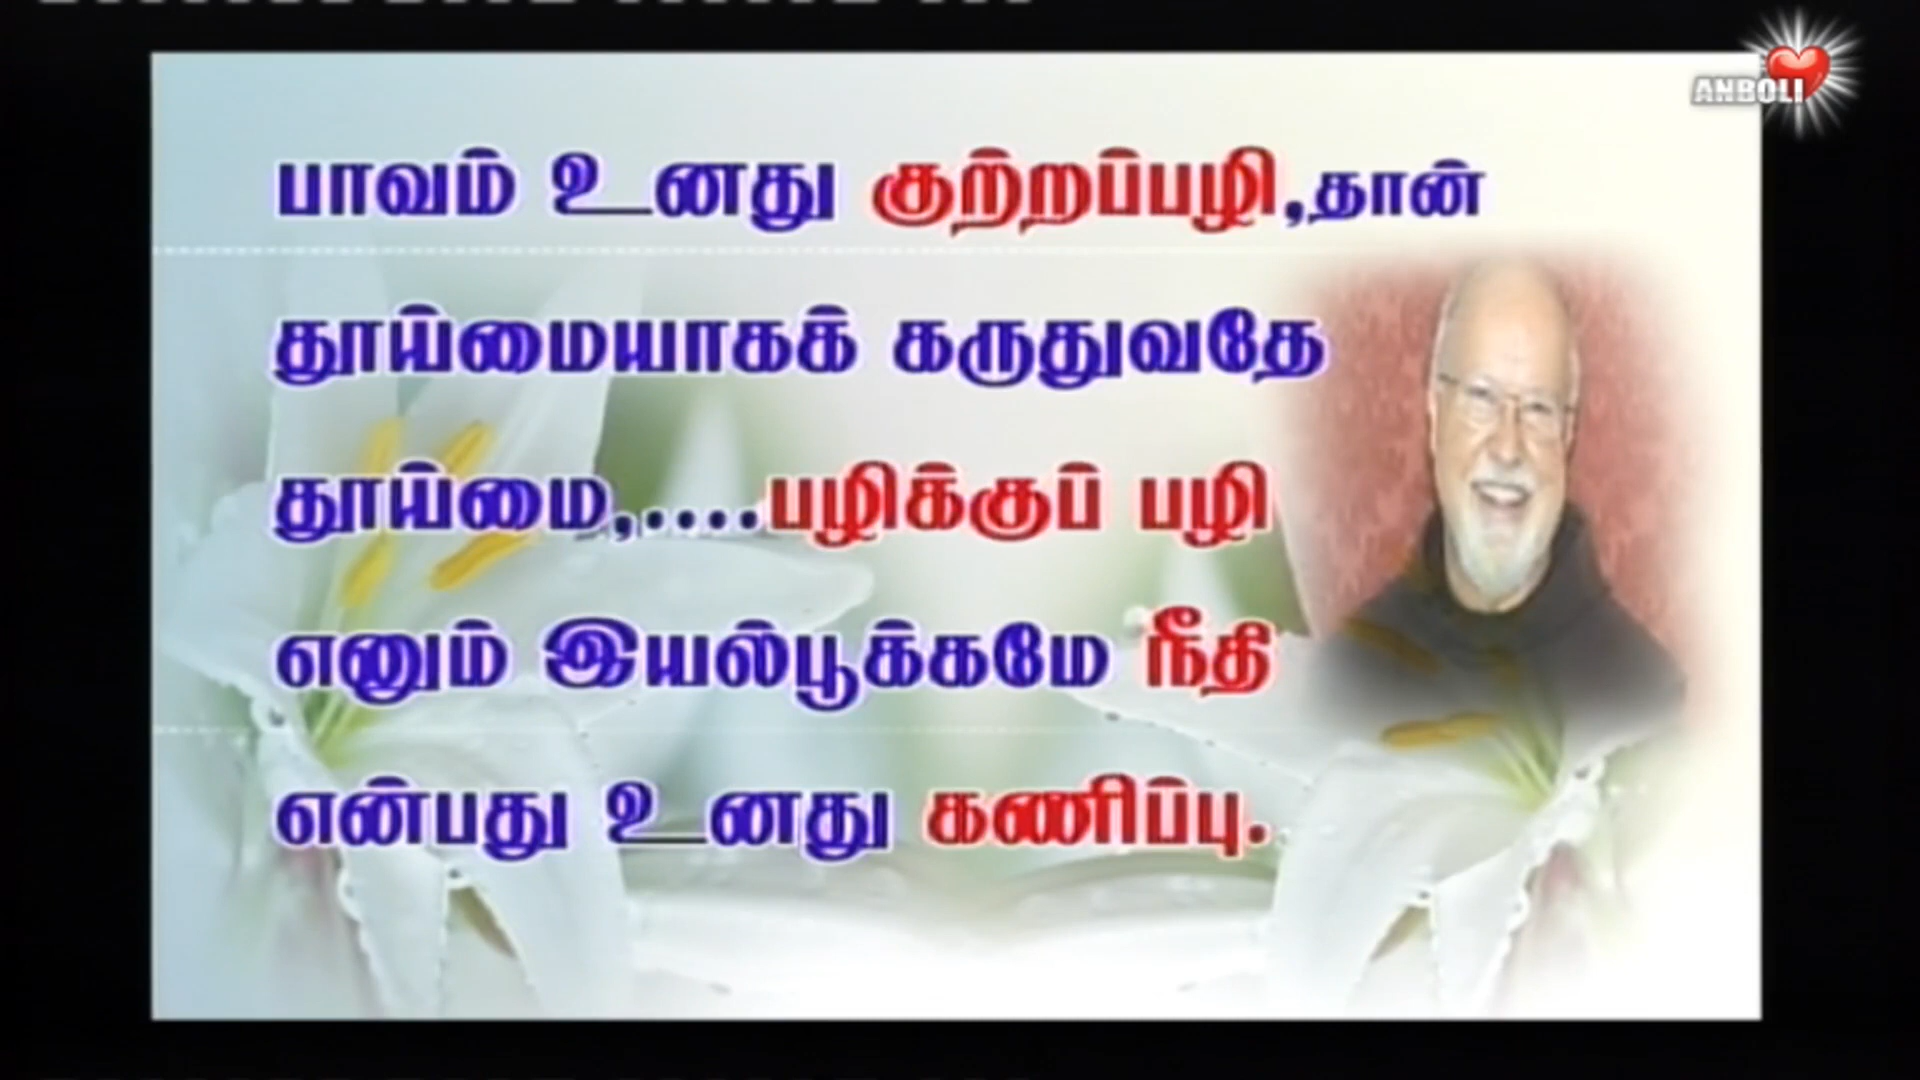 ANBOLI
பாவம் உனது குற்றப்பழி,தான்
தூய்மையாகக் கருதுவதே
தூய்மை,....பழிக்குப் பழி
எனும் இயல்பூக்கமே நீதி
என்பது உனது கணிப்பு.